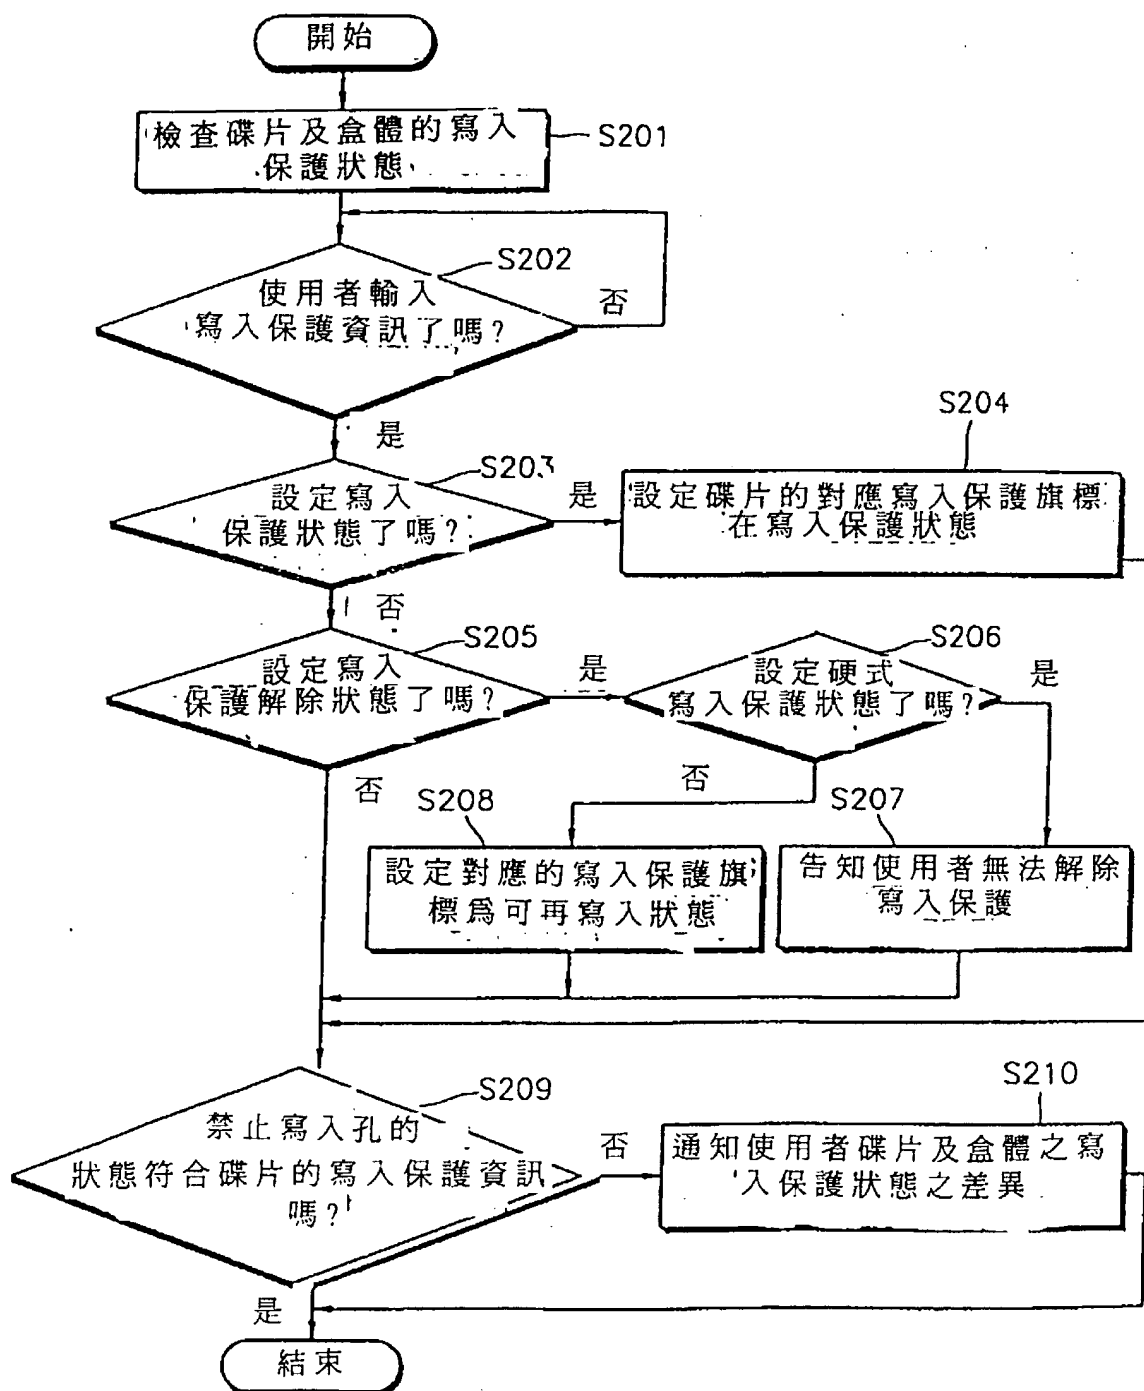 開始
檢查碟片及盒體的寫入
保護狀態
S201
S202
使用者輸入
寫入保護資訊了嗎?
否
是
S203
設定寫入
保護狀態了嗎?
是
S204
設定碟片的對應寫入保護旗標
在寫入保護狀態
否
S205
設定寫入
保護解除狀態了嗎?
是
S206
設定硬式
寫入保護狀態了嗎?
是
否
否
S208
設定對應的寫入保護旗
標爲可再寫入狀態
S207
告知使用者無法解除
寫入保護
S209
禁止寫入孔的
狀態符合碟片的寫入保護資訊
嗎?
否
S210
通知使用者碟片及盒體之寫
入保護狀態之差異
是
結束